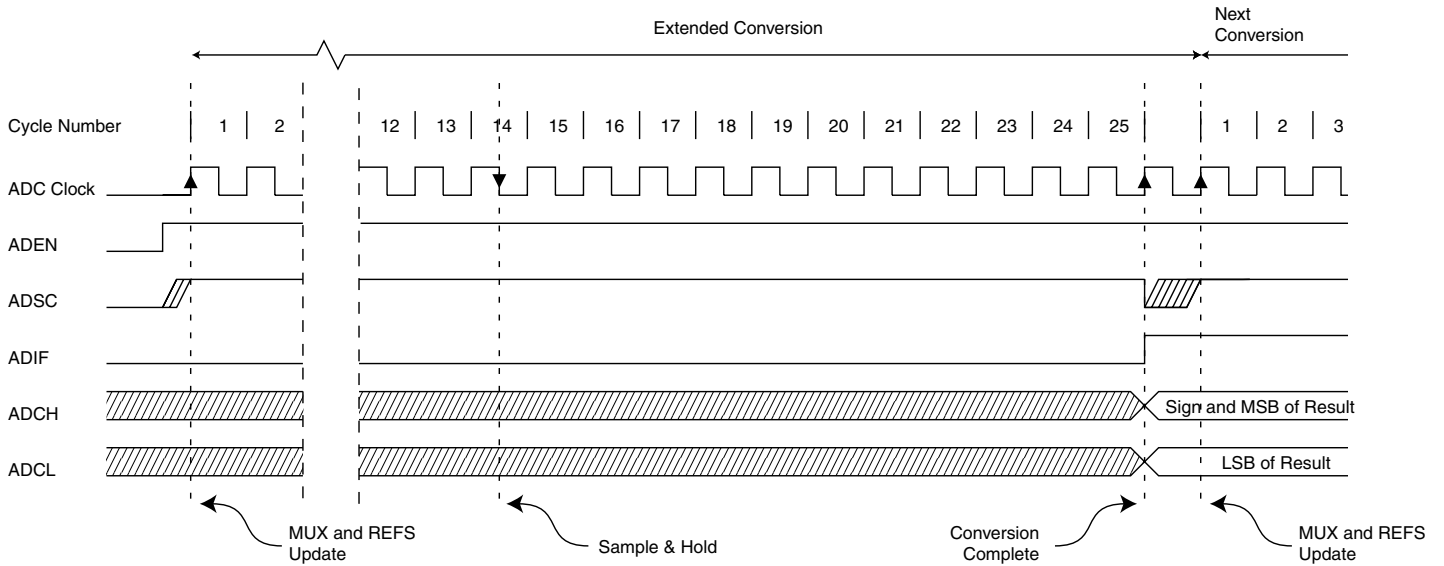 Extended Conversion
Next
Conversion
Cycle Number 1 2 12 13 14 15 16 17 18 19 20 21 22 23 24 25 1 2 3
ADC Clock
ADEN
ADSC
ADIF
ADCH Sign and MSB of Result
ADCL LSB of Result
MUX and REFS
Update
Sample & Hold
Conversion
Complete
MUX and REFS
Update